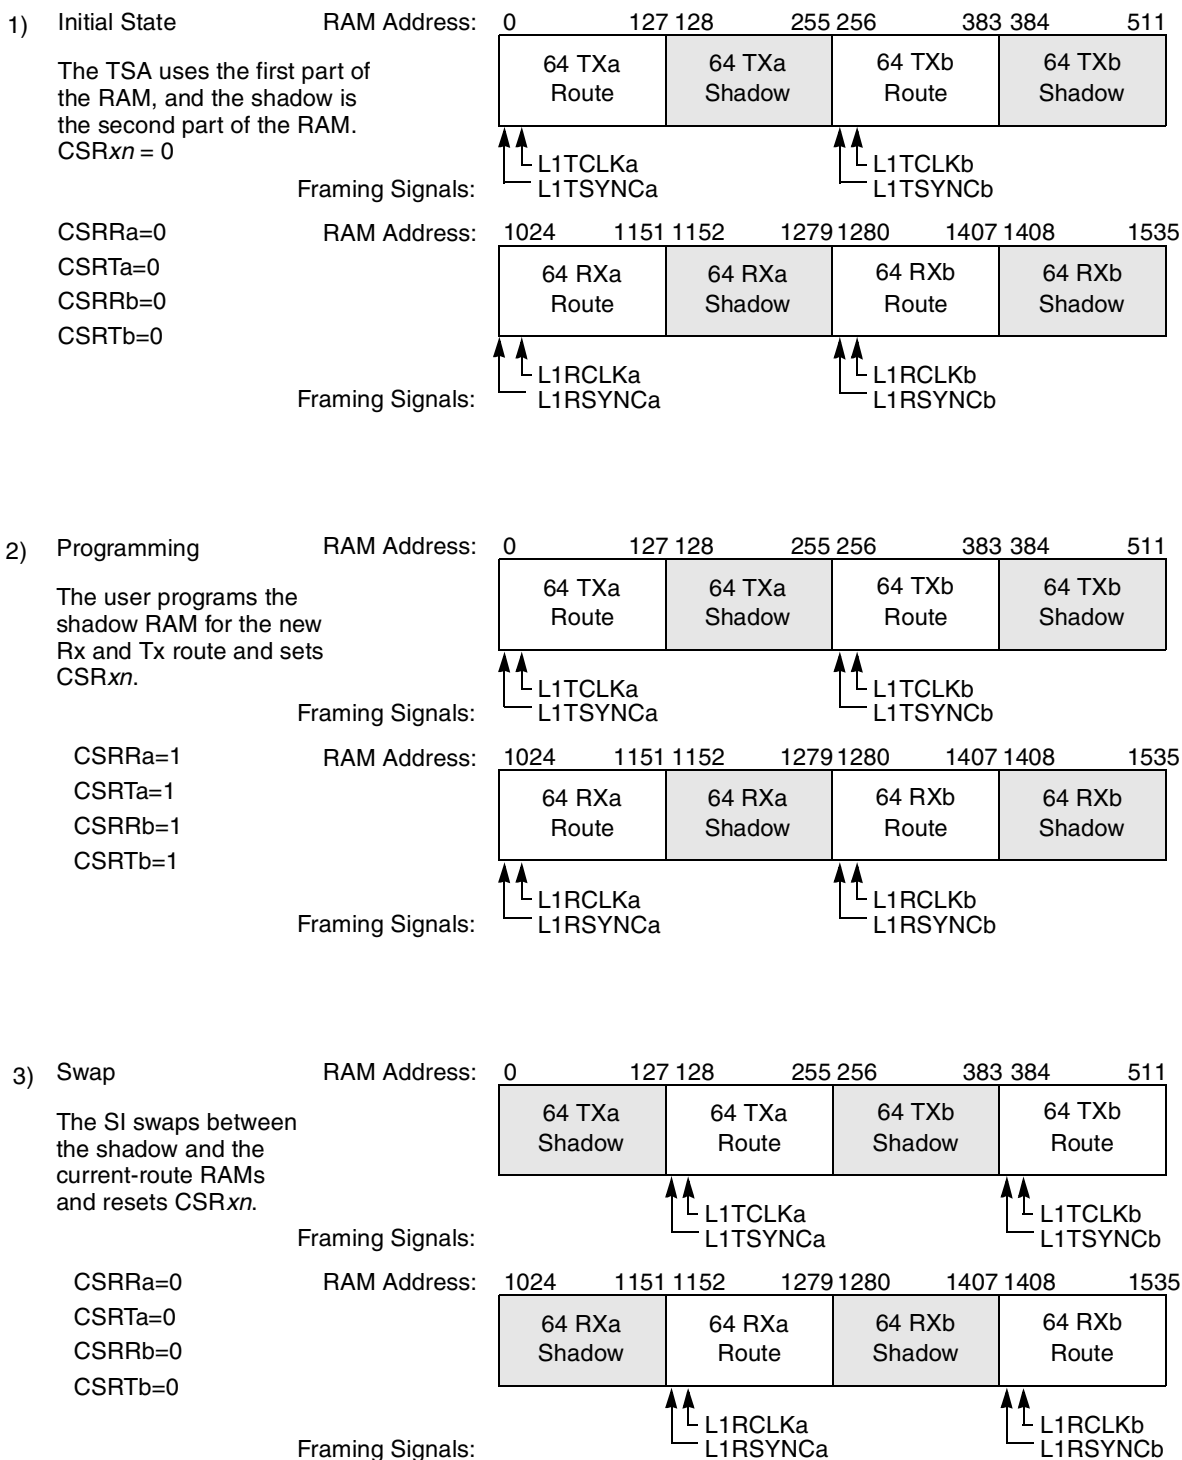 1) Initial State RAM Address: 0 127 128 255 256 383 384 511
The TSA uses the first part of
the RAM, and the shadow is
the second part of the RAM.
CSRxn = 0
64 TXa 64 TXa 64 TXb 64 TXb
Route Shadow Route Shadow
L1TCLKa L1TCLKb
Framing Signals: L1TSYNCa L1TSYNCb
CSRRa=0 RAM Address: 1024 1151 1152 1279 1280 1407 1408 1535
CSRTa=0
CSRRb=0
CSRTb=0
64 RXa 64 RXa 64 RXb 64 RXb
Route Shadow Route Shadow
L1RCLKa L1RCLKb
Framing Signals: L1RSYNCa L1RSYNCb
2) Programming RAM Address: 0 127 128 255 256 383 384 511
The user programs the
shadow RAM for the new
Rx and Tx route and sets
CSRxn.
64 TXa 64 TXa 64 TXb 64 TXb
Route Shadow Route Shadow
L1TCLKa L1TCLKb
Framing Signals: L1TSYNCa L1TSYNCb
CSRRa=1 RAM Address: 1024 1151 1152 1279 1280 1407 1408 1535
CSRTa=1
CSRRb=1
CSRTb=1
64 RXa 64 RXa 64 RXb 64 RXb
Route Shadow Route Shadow
L1RCLKa L1RCLKb
Framing Signals: L1RSYNCa L1RSYNCb
3) Swap RAM Address: 0 127 128 255 256 383 384 511
The SI swaps between
the shadow and the
current-route RAMs
and resets CSRxn.
64 TXa 64 TXa 64 TXb 64 TXb
Shadow Route Shadow Route
L1TCLKa L1TCLKb
Framing Signals: L1TSYNCa L1TSYNCb
CSRRa=0 RAM Address: 1024 1151 1152 1279 1280 1407 1408 1535
CSRTa=0
CSRRb=0
CSRTb=0
64 RXa 64 RXa 64 RXb 64 RXb
Shadow Route Shadow Route
L1RCLKa L1RCLKb
Framing Signals: L1RSYNCa L1RSYNCb